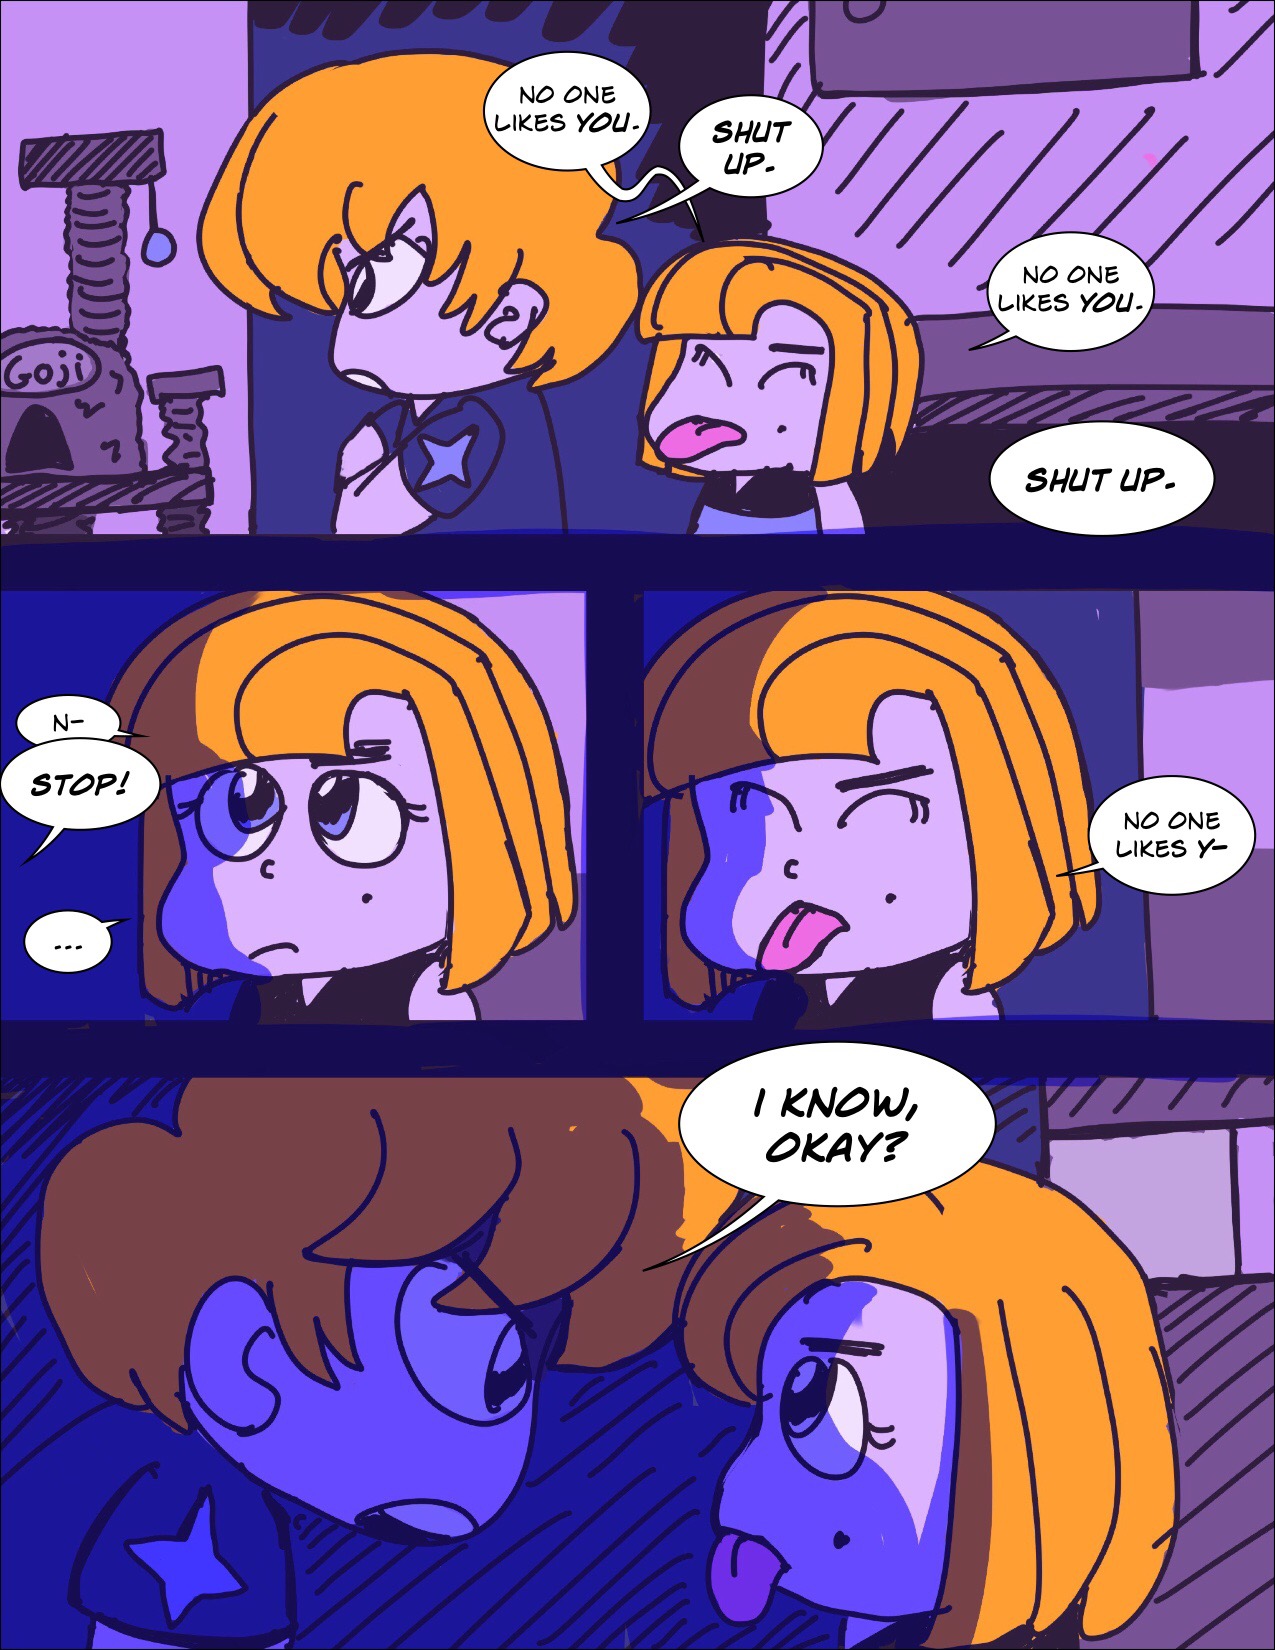 NO ONE
LIKES YOU.
SHUT
UP.
Goji
NO ONE
LIKES YOU.
SHUT UP.
N-
STOP!
...
NO ONE
LIKES Y-
I KNOW,
OKAY?